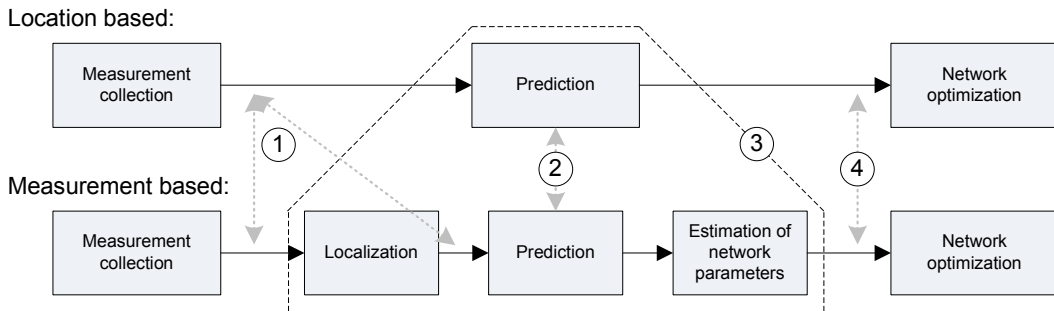 Location based:
Measurement
collection
Prediction
Network
optimization
1
2
3
4
Measurement based:
Measurement
collection
Localization
Prediction
Estimation of
network
parameters
Network
optimization